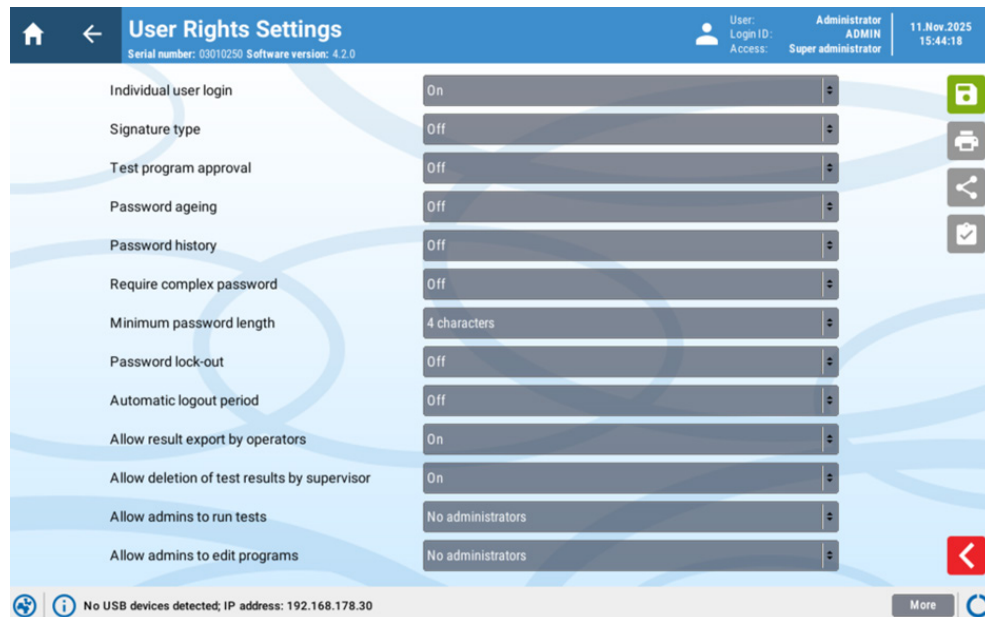 User Rights Settings
Serial number: 03010250 Software version: 4.2.0
User: Administrator
Login ID: ADMIN
Access: Super administrator
11.Nov.2025
15:44:18
Individual user login On
Signature type Off
Test program approval Off
Password ageing Off
Password history Off
Require complex password Off
Minimum password length 4 characters
Password lock-out Off
Automatic logout period Off
Allow result export by operators On
Allow deletion of test results by supervisor On
Allow admins to run tests No administrators
Allow admins to edit programs No administrators
No USB devices detected; IP address: 192.168.178.30
More